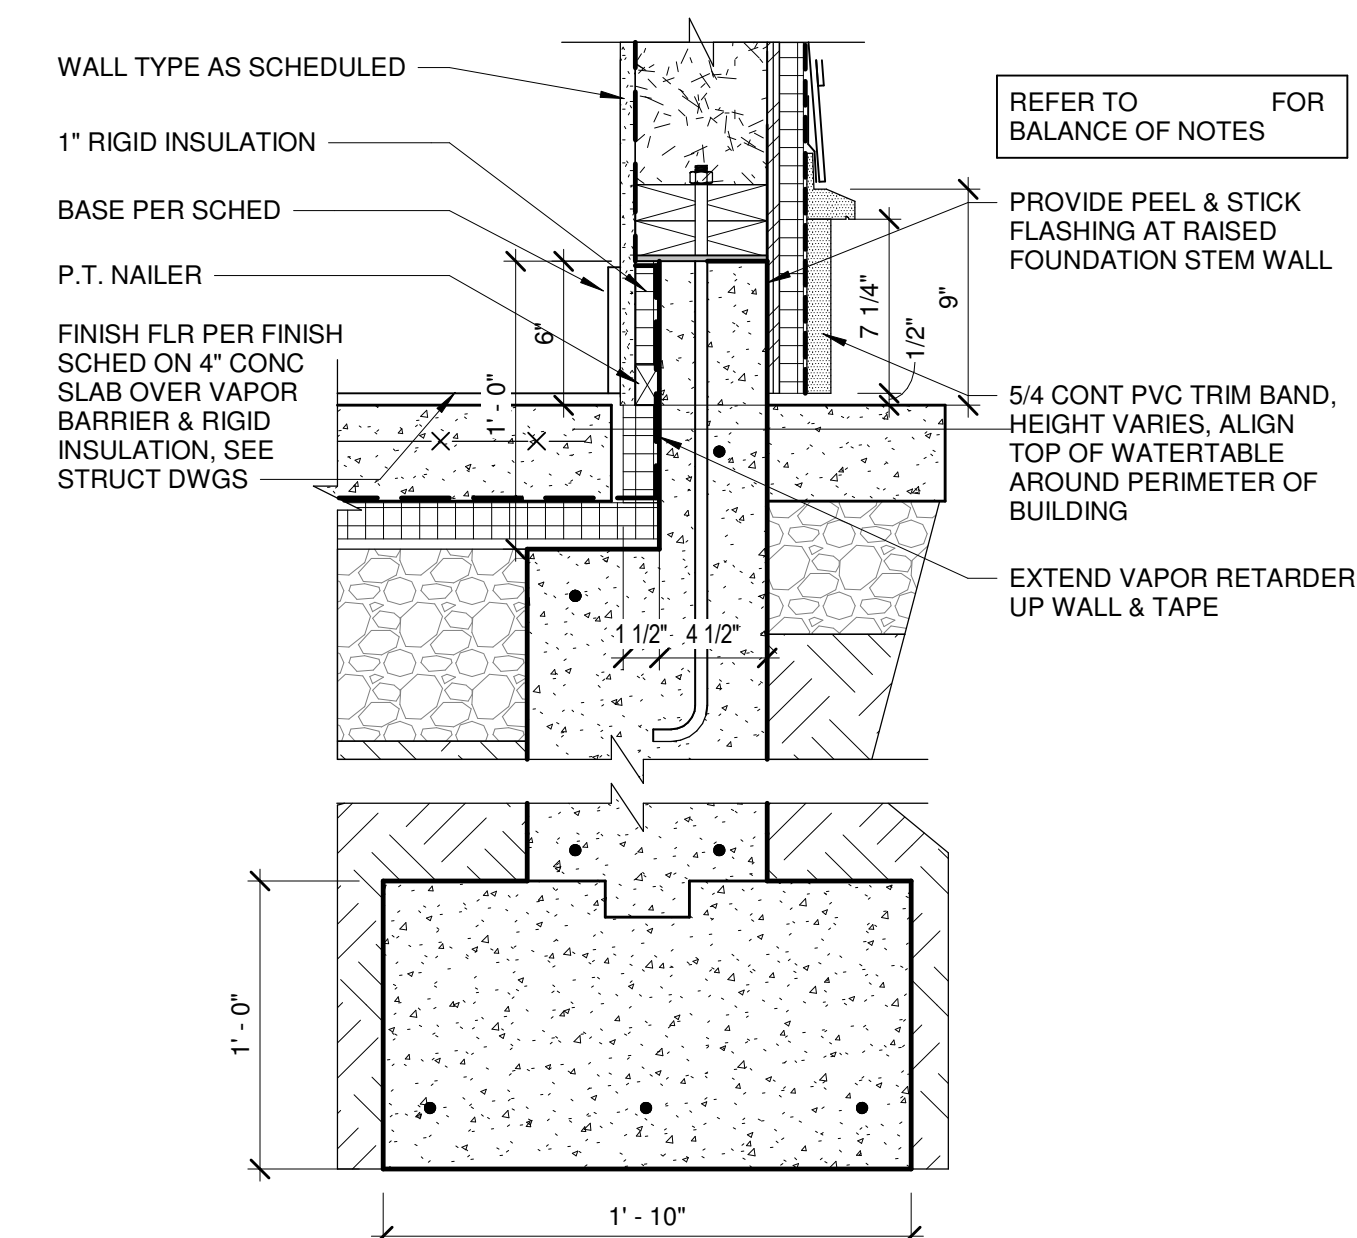 WALL TYPE AS SCHEDULED
1" RIGID INSULATION
BASE PER SCHED
P.T. NAILER
FINISH FLR PER FINISH
SCHED ON 4" CONC
SLAB OVER VAPOR
BARRIER & RIGID
INSULATION, SEE
STRUCT DWGS
REFER TO FOR
BALANCE OF NOTES
PROVIDE PEEL & STICK
FLASHING AT RAISED
FOUNDATION STEM WALL
5/4 CONT PVC TRIM BAND,
HEIGHT VARIES, ALIGN
TOP OF WATERTABLE
AROUND PERIMETER OF
BUILDING
EXTEND VAPOR RETARDER
UP WALL & TAPE
6"
1' - 0"
7 1/4"
1/2"
9"
1 1/2"
4 1/2"
1' - 0"
1' - 10"